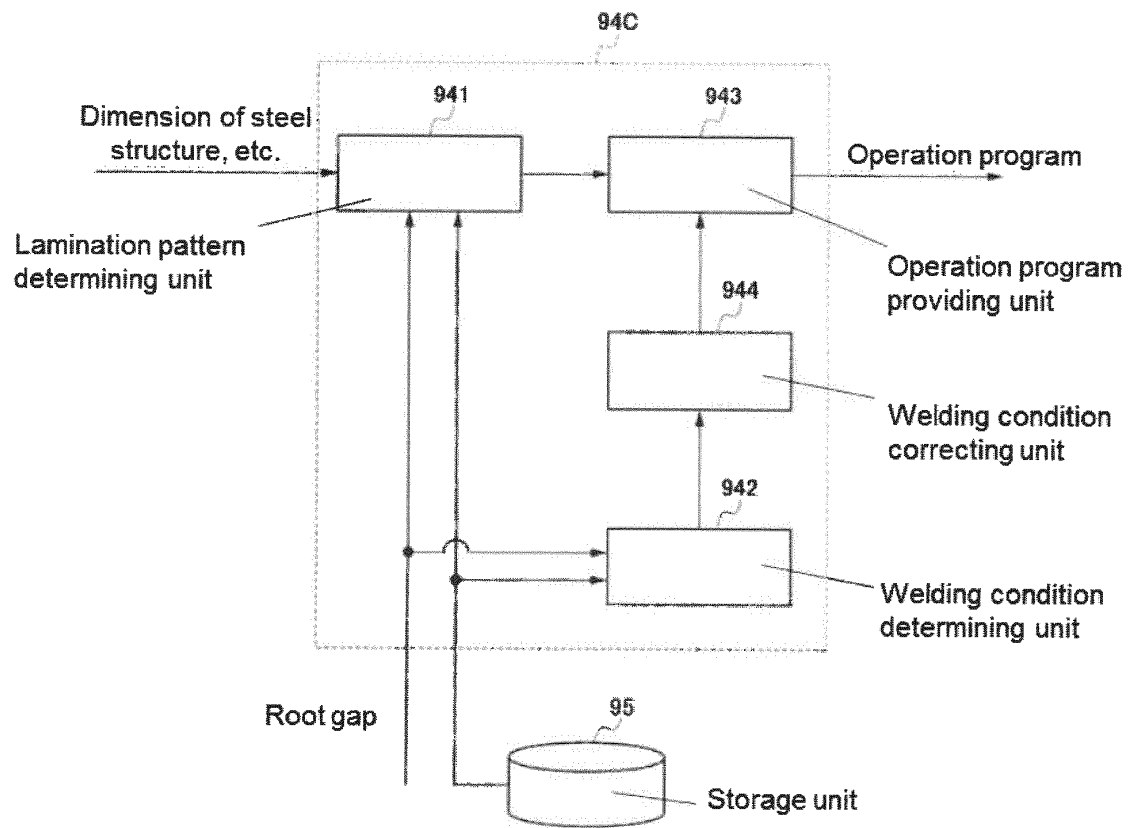 94C
941
943
Dimension of steel
structure, etc.
Operation program
Lamination pattern
determining unit
Operation program
providing unit
944
Welding condition
correcting unit
942
Welding condition
determining unit
Root gap
95
Storage unit